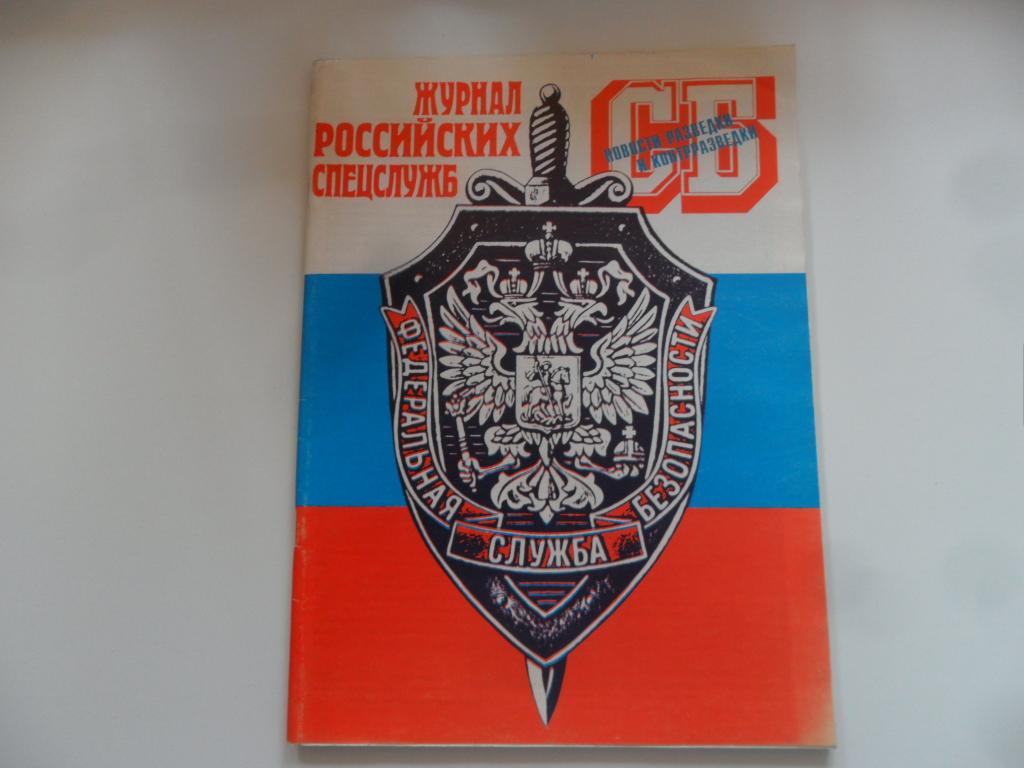 ЖУРНАЛ
РОССИЙСКИХ
СПЕЦСЛУЖБ
СБ
НОВОСТИ РАЗВЕДКИ
И КОНТРРАЗВЕДКИ
ФЕДЕРАЛЬНАЯ
СЛУЖБА
БЕЗОПАСНОСТИ